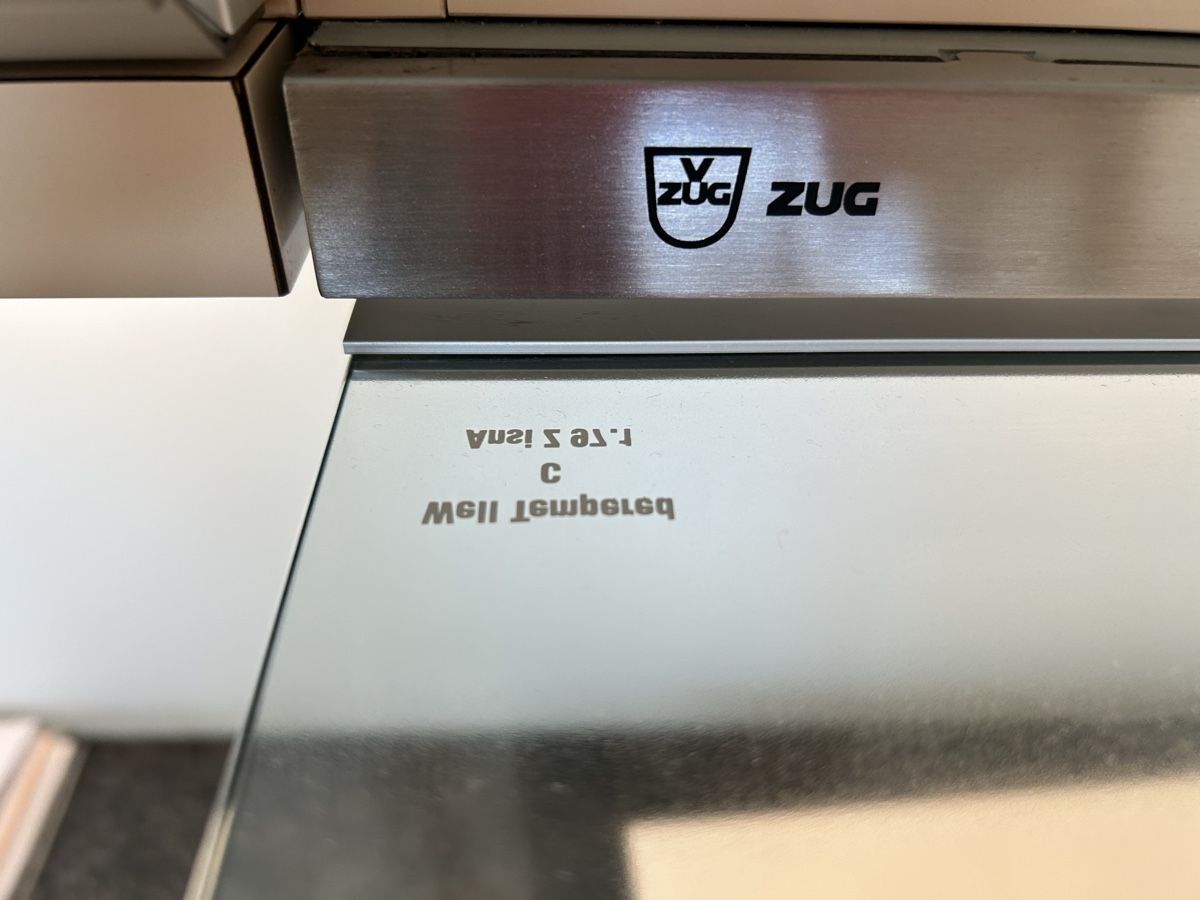 V
ZUG ZUG
Well Tempered
C
Ansi Z 97.1